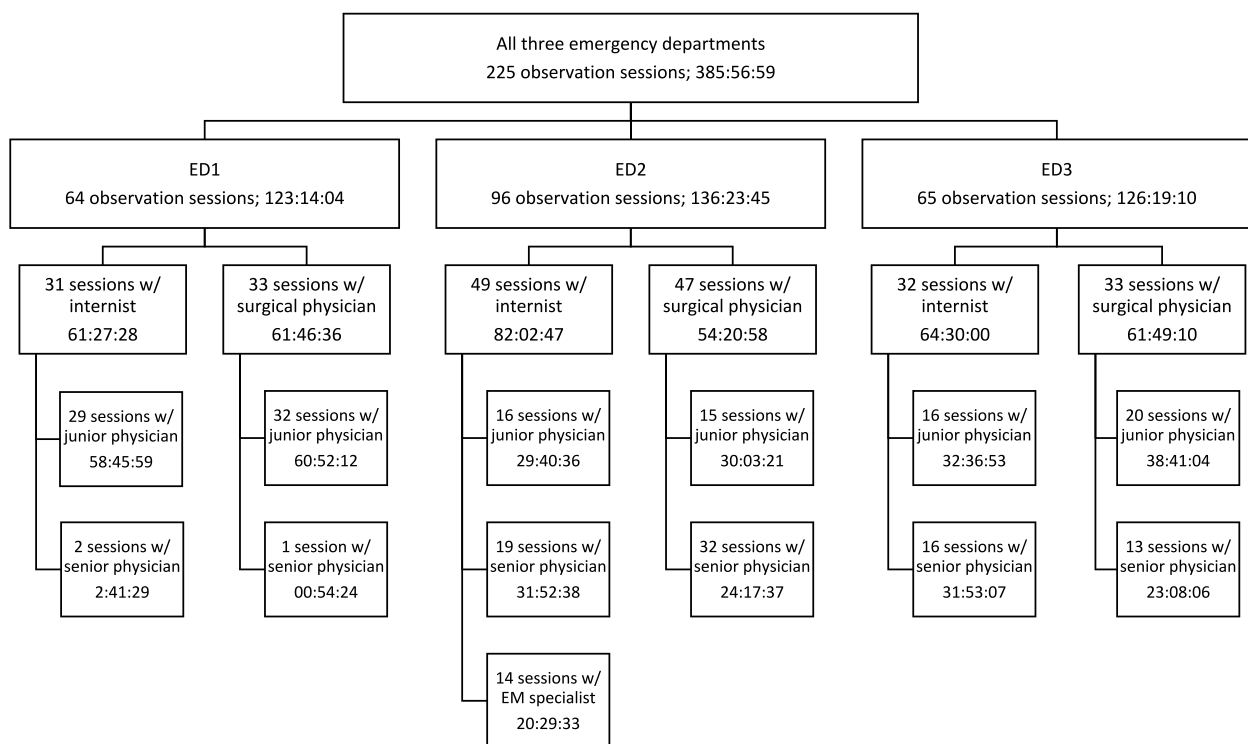 All three emergency departments
225 observation sessions; 385:56:59
ED1
64 observation sessions; 123:14:04
ED2
96 observation sessions; 136:23:45
ED3
65 observation sessions; 126:19:10
31 sessions w/
internist
61:27:28
33 sessions w/
surgical physician
61:46:36
49 sessions w/
internist
82:02:47
47 sessions w/
surgical physician
54:20:58
32 sessions w/
internist
64:30:00
33 sessions w/
surgical physician
61:49:10
29 sessions w/
junior physician
58:45:59
32 sessions w/
junior physician
60:52:12
16 sessions w/
junior physician
29:40:36
15 sessions w/
junior physician
30:03:21
16 sessions w/
junior physician
32:36:53
20 sessions w/
junior physician
38:41:04
2 sessions w/
senior physician
2:41:29
1 session w/
senior physician
00:54:24
19 sessions w/
senior physician
31:52:38
32 sessions w/
senior physician
24:17:37
16 sessions w/
senior physician
31:53:07
13 sessions w/
senior physician
23:08:06
14 sessions w/
EM specialist
20:29:33